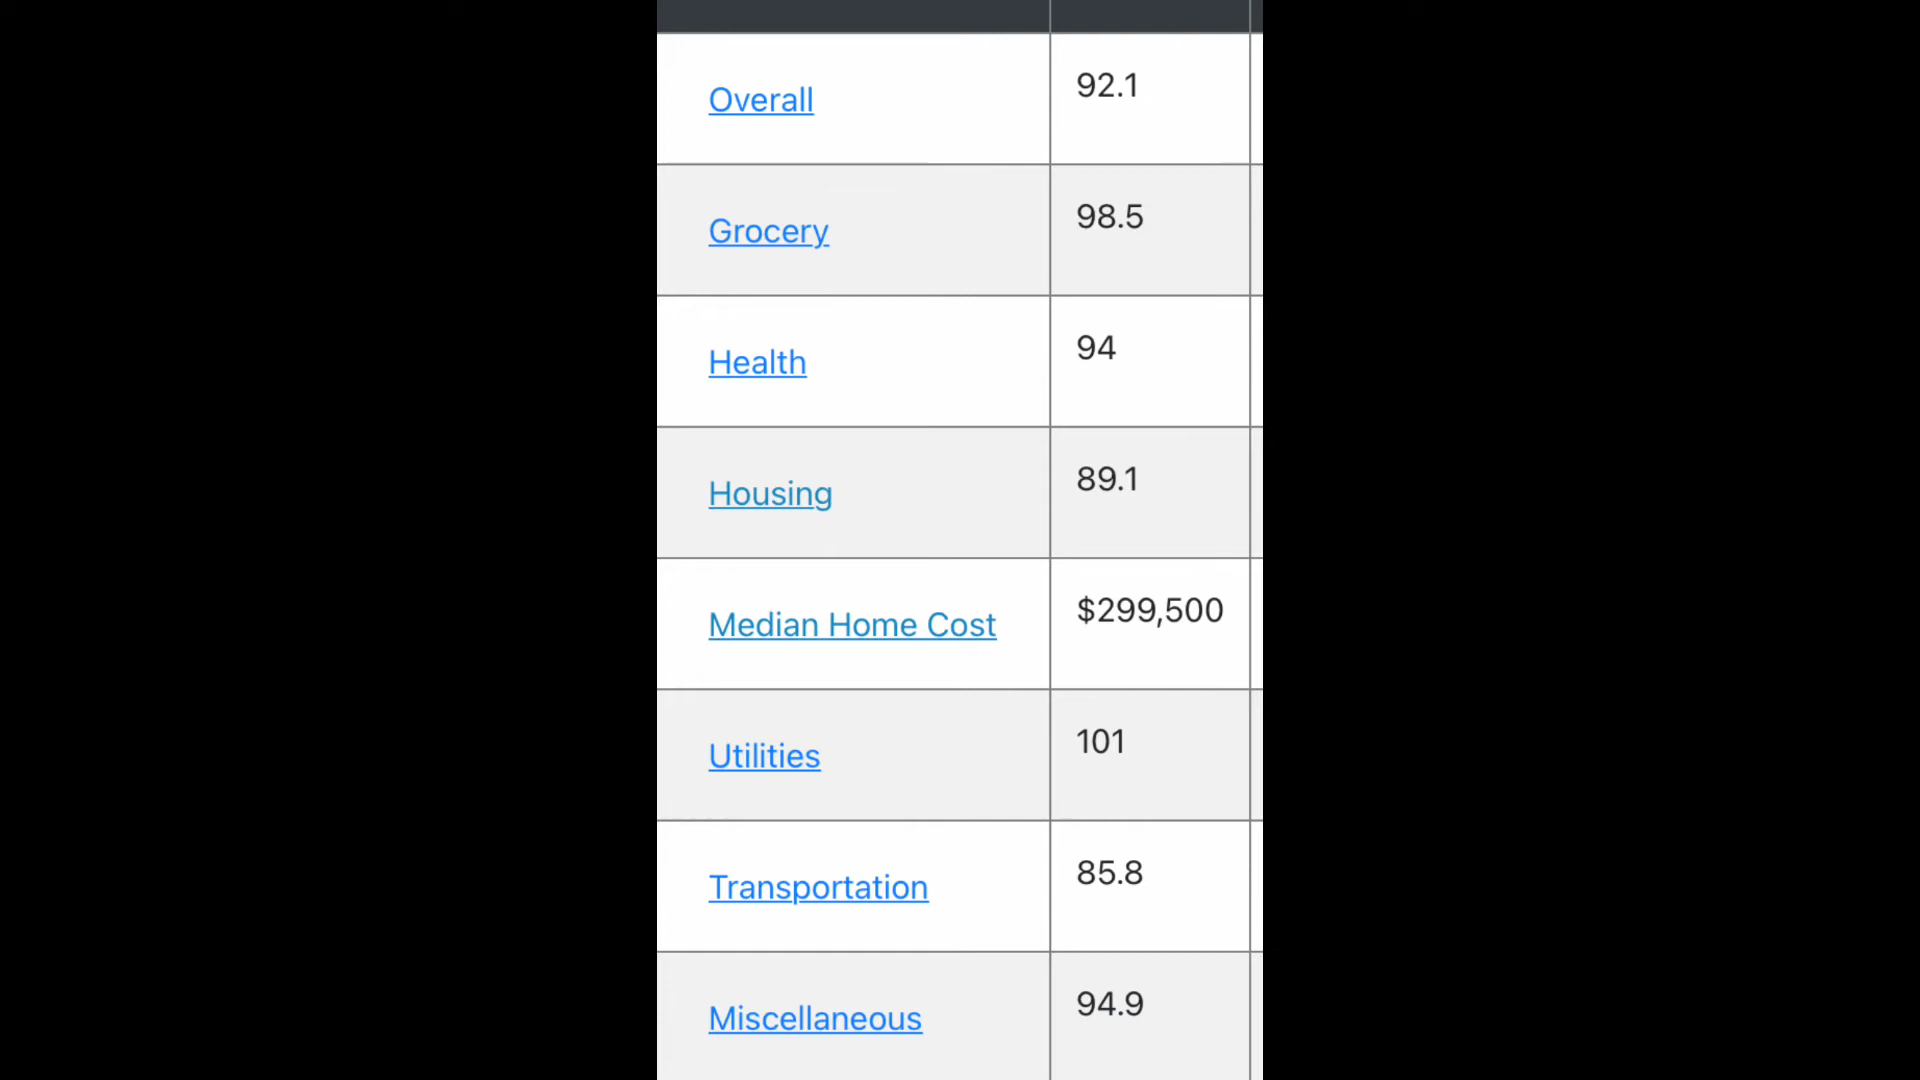 Overall 92.1
Grocery 98.5
Health 94
Housing 89.1
Median Home Cost $299,500
Utilities 101
Transportation 85.8
Miscellaneous 94.9